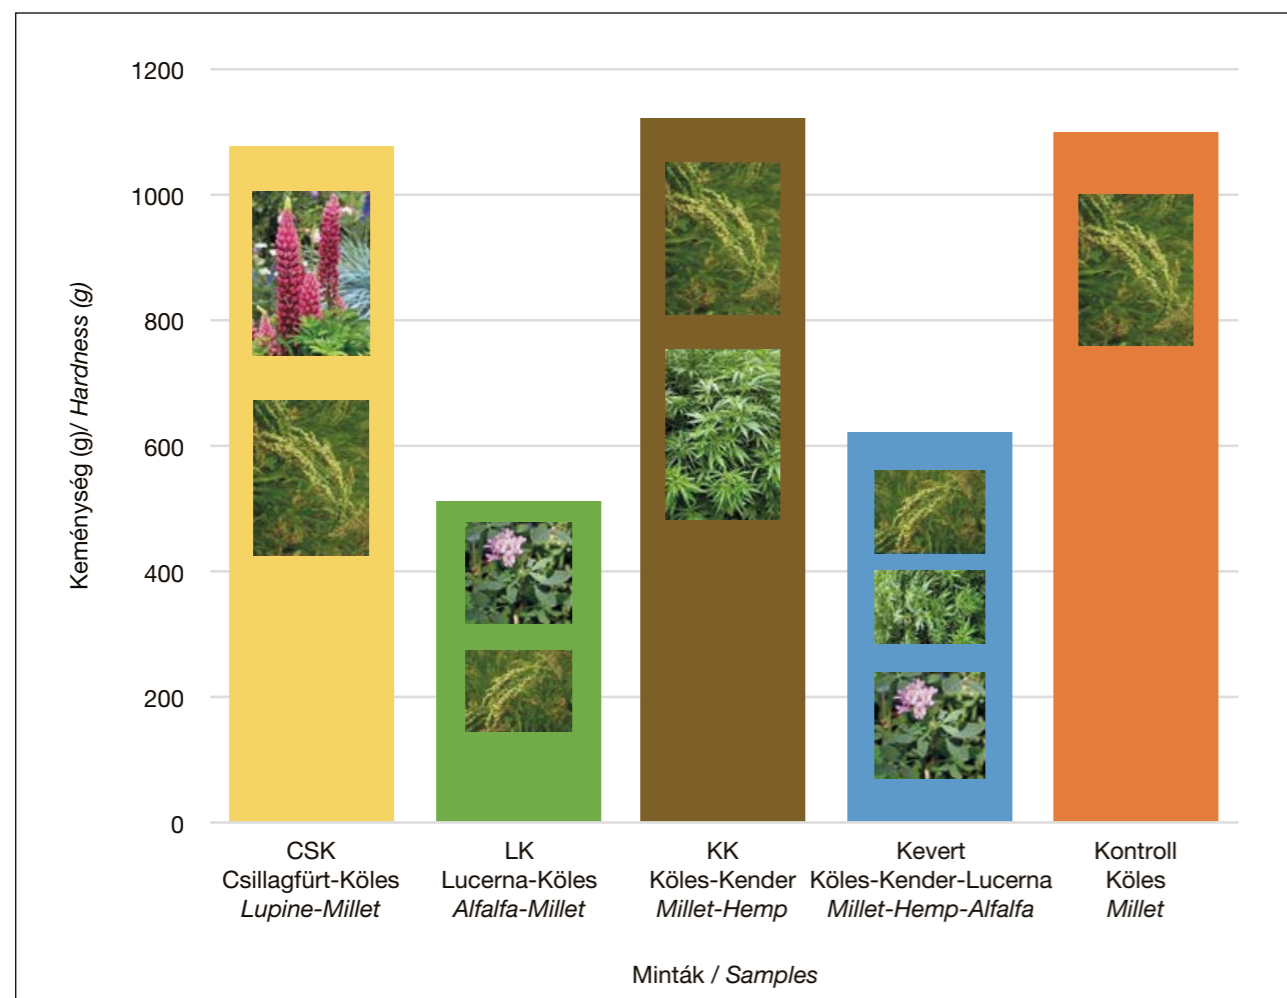 1200
1000
800
600
400
200
0
Keménység (g)/ Hardness (g)
CSK
Csillagfürt-Köles
Lupine-Millet
LK
Lucerna-Köles
Alfalfa-Millet
KK
Köles-Kender
Millet-Hemp
Kevert
Köles-Kender-Lucerna
Millet-Hemp-Alfalfa
Kontroll
Köles
Millet
Minták / Samples